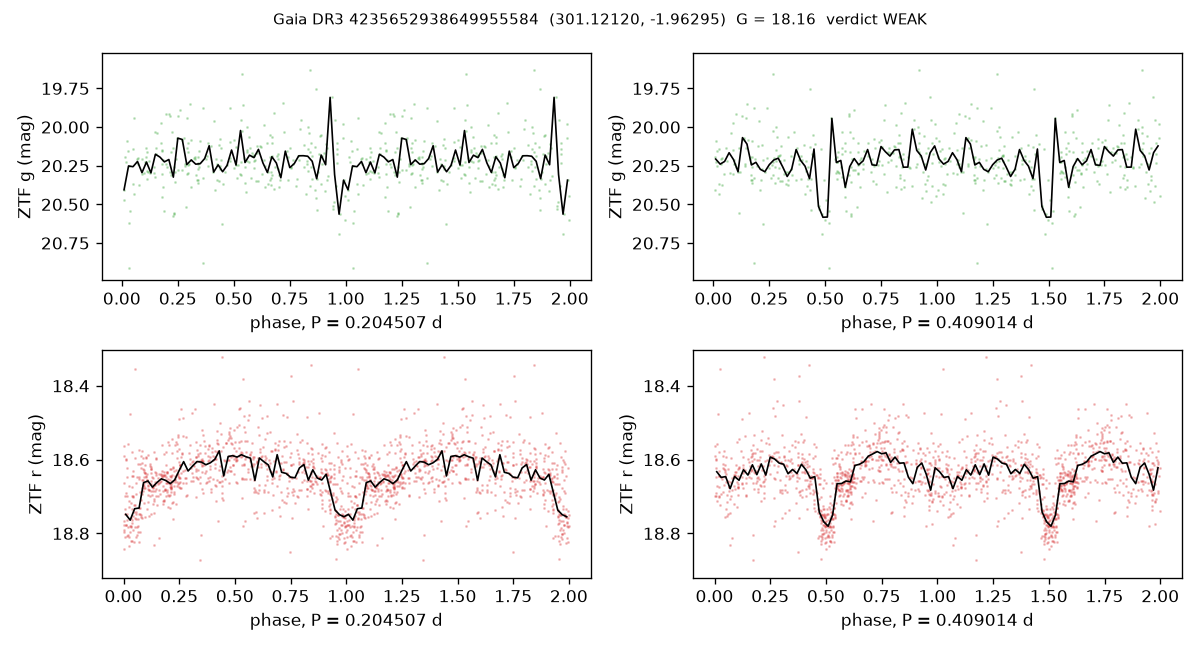 Gaia DR3 4235652938649955584  (301.12120, -1.96295)  G = 18.16  verdict WEAK
ZTF g (mag)
19.75
20.00
20.25
20.50
20.75
0.00 0.25 0.50 0.75 1.00 1.25 1.50 1.75 2.00
phase, P = 0.204507 d
ZTF g (mag)
19.75
20.00
20.25
20.50
20.75
0.00 0.25 0.50 0.75 1.00 1.25 1.50 1.75 2.00
phase, P = 0.409014 d
ZTF r (mag)
18.4
18.6
18.8
0.00 0.25 0.50 0.75 1.00 1.25 1.50 1.75 2.00
phase, P = 0.204507 d
ZTF r (mag)
18.4
18.6
18.8
0.00 0.25 0.50 0.75 1.00 1.25 1.50 1.75 2.00
phase, P = 0.409014 d